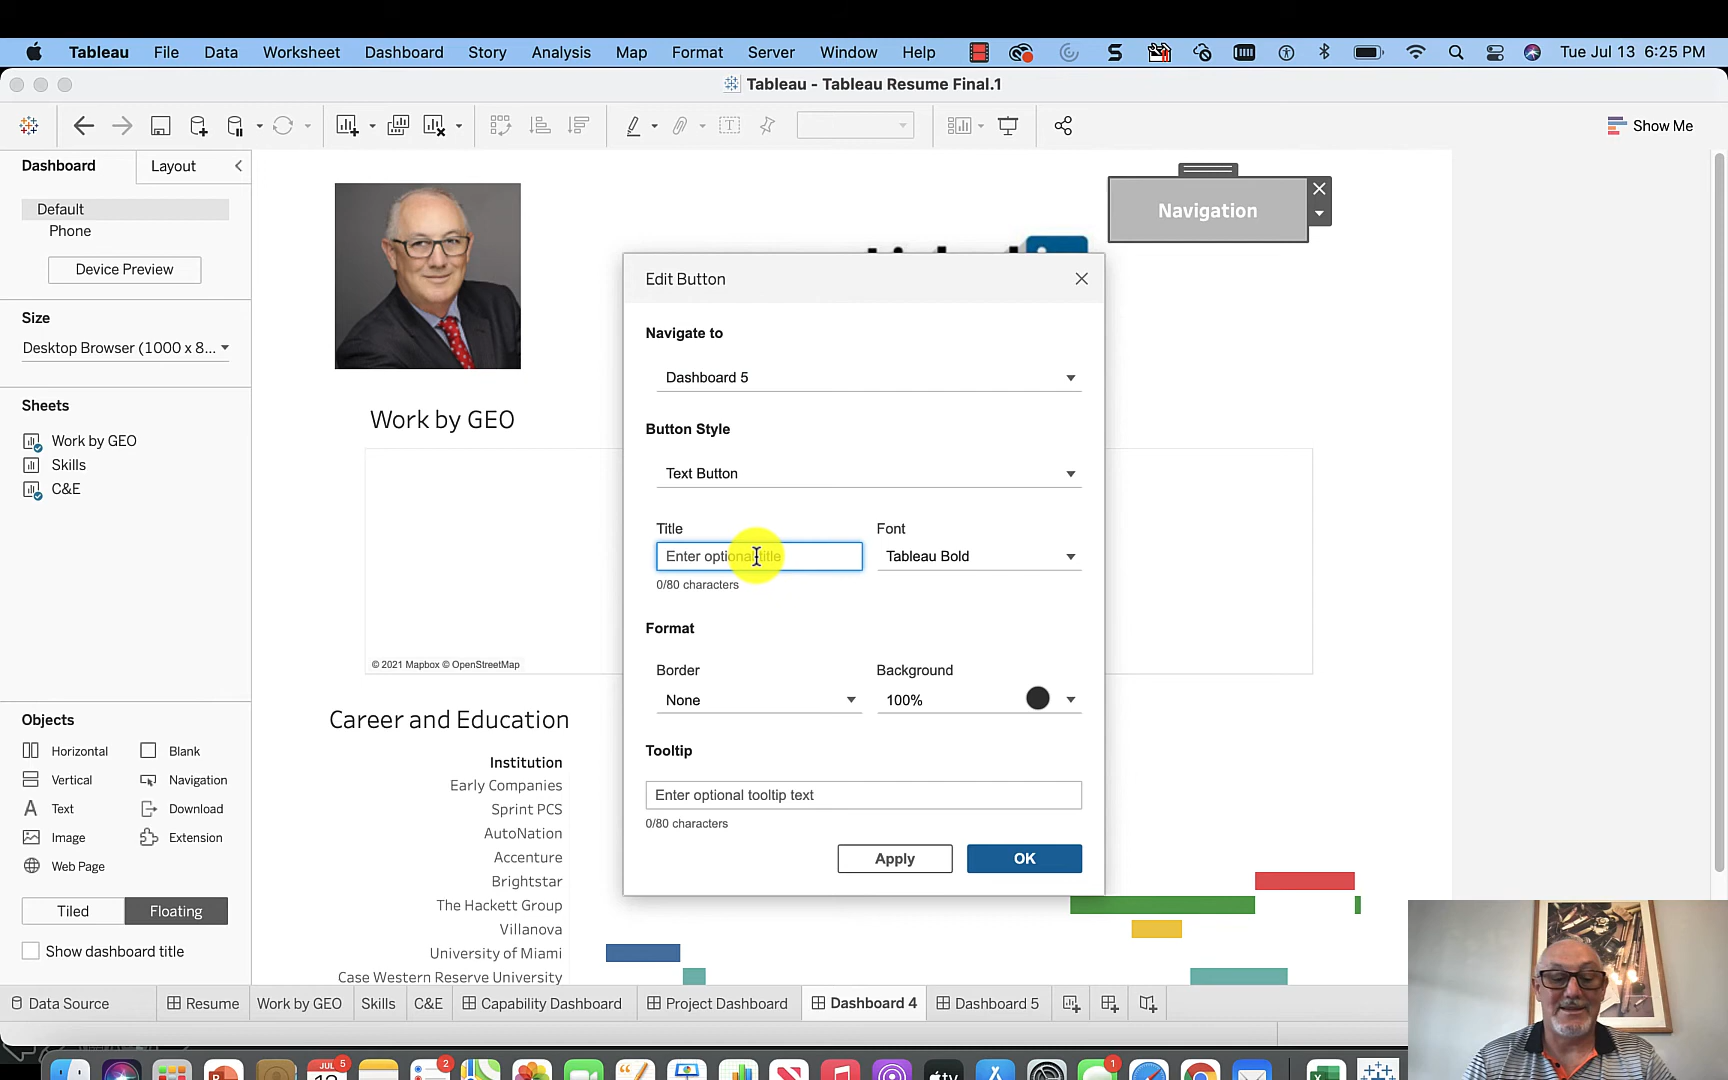 Tableau File Data Worksheet Dashboard Story Analysis Map Format Server Window Help Tue Jul 13 6:25 PM
Tableau - Tableau Resume Final.1
Show Me
Dashboard Layout
Default
Phone
Device Preview
Size
Desktop Browser (1000 x 8...
Sheets
Work by GEO
Skills
C&E
Objects
Horizontal Blank
Vertical Navigation
Text Download
Image Extension
Web Page
Tiled Floating
Show dashboard title
Navigation
Work by GEO
© 2021 Mapbox © OpenStreetMap
Career and Education
Institution
Early Companies
Sprint PCS
AutoNation
Accenture
Brightstar
The Hackett Group
Villanova
University of Miami
Case Western Reserve University
Edit Button
Navigate to
Dashboard 5
Button Style
Text Button
Title Font
Enter optional title Tableau Bold
0/80 characters
Format
Border Background
None 100%
Tooltip
Enter optional tooltip text
0/80 characters
Apply OK
Data Source Resume Work by GEO Skills C&E Capability Dashboard Project Dashboard Dashboard 4 Dashboard 5
JUL 5 2 1